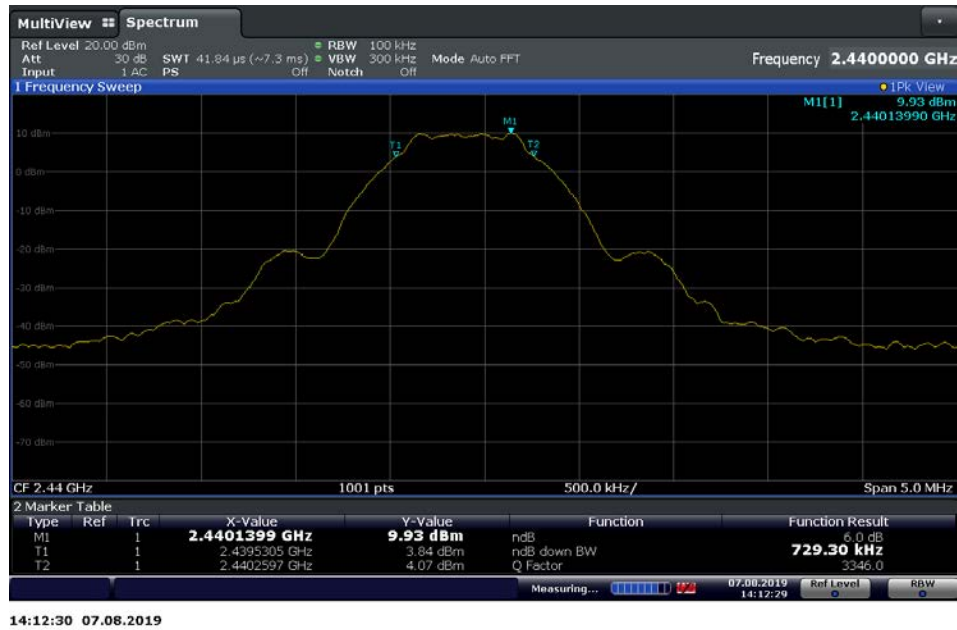 MultiView Spectrum
Ref Level 20.00 dBm RBW 100 kHz
Att 30 dB SWT 41.84 µs (~7.3 ms) VBW 300 kHz Mode Auto FFT Frequency 2.4400000 GHz
Input 1 AC PS Off Notch Off
1 Frequency Sweep 1Pk View
M1[1] 9.93 dBm
2.44013990 GHz
M1
10 dBm
T1 T2
0 dBm
-10 dBm
-20 dBm
-30 dBm
-40 dBm
-50 dBm
-60 dBm
-70 dBm
CF 2.44 GHz 1001 pts 500.0 kHz/ Span 5.0 MHz
2 Marker Table
Type Ref Trc X-Value Y-Value Function Function Result
M1 1 2.4401399 GHz 9.93 dBm ndB 6.0 dB
T1 1 2.4395305 GHz 3.84 dBm ndB down BW 729.30 kHz
T2 1 2.4402597 GHz 4.07 dBm Q Factor 3346.0
Measuring... 07.08.2019 Ref Level RBW
14:12:29
14:12:30 07.08.2019